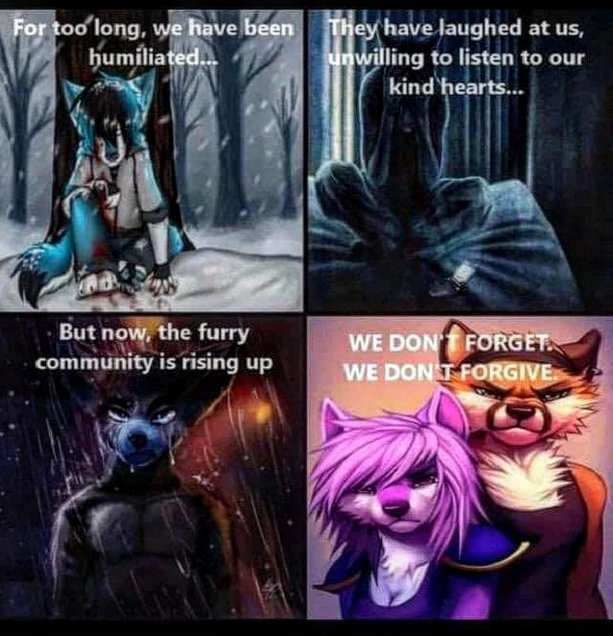 For too long, we have been
humiliated...
They have laughed at us,
unwilling to listen to our
kind hearts...
But now, the furry
community is rising up
WE DON'T FORGET.
WE DON'T FORGIVE.